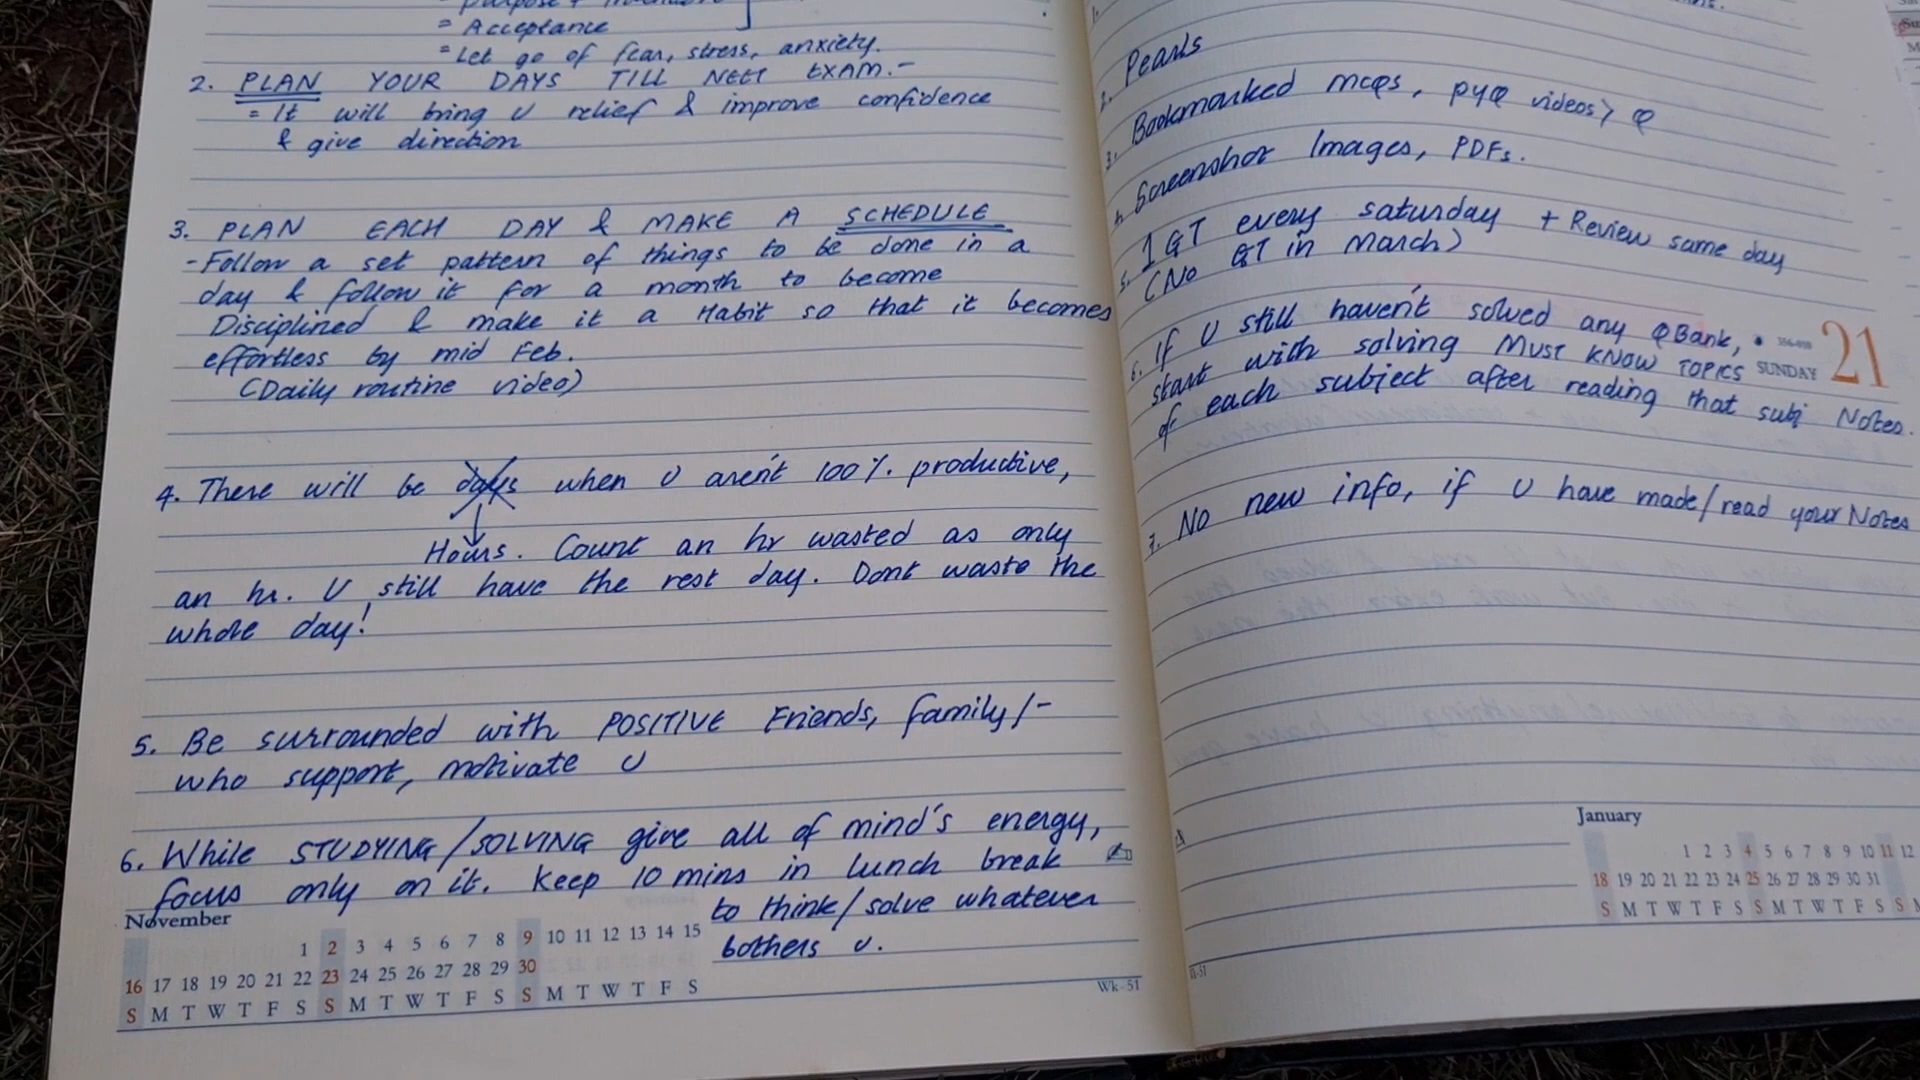 = Acceptance
= Let go of fear, stress, anxiety.
2. PLAN YOUR DAYS TILL NEET EXAM.-
= It will bring U relief & improve confidence
& give direction
3. PLAN EACH DAY & MAKE A SCHEDULE
- Follow a set pattern of things to be done in a
day & follow it for a month to become
Disciplined & make it a Habit so that it becomes
effortless by mid Feb.
(Daily routine video)
4. There will be days when U aren't 100%. productive,
Hours. Count an hr wasted as only
an hr. U still have the rest day. Dont waste the
whole day!
5. Be surrounded with POSITIVE Friends, family/-
who support, motivate U
6. While STUDYING/SOLVING give all of mind's energy,
focus only on it. Keep 10 mins in lunch break
to think/solve whatever
bothers U.
November
1 2 3 4 5 6 7 8 9 10 11 12 13 14 15
16 17 18 19 20 21 22 23 24 25 26 27 28 29 30
S M T W T F S S M T W T F S S M T W T F S
Wk-51
1.
2. Pearls
3. Bookmarked mcqs, pyq videos> Q
4. Screenshot Images, PDFs.
5. 1 GT every saturday + Review same day
(No GT in March)
6. If U still haven't solved any QBank,
start with solving MUST KNOW TOPICS
of each subject after reading that subj Notes.
SUNDAY 21
7. No new info, if U have made/read your Notes
January
1 2 3 4 5 6 7 8 9 10 11 12
18 19 20 21 22 23 24 25 26 27 28 29 30 31
S M T W T F S S M T W T F S S